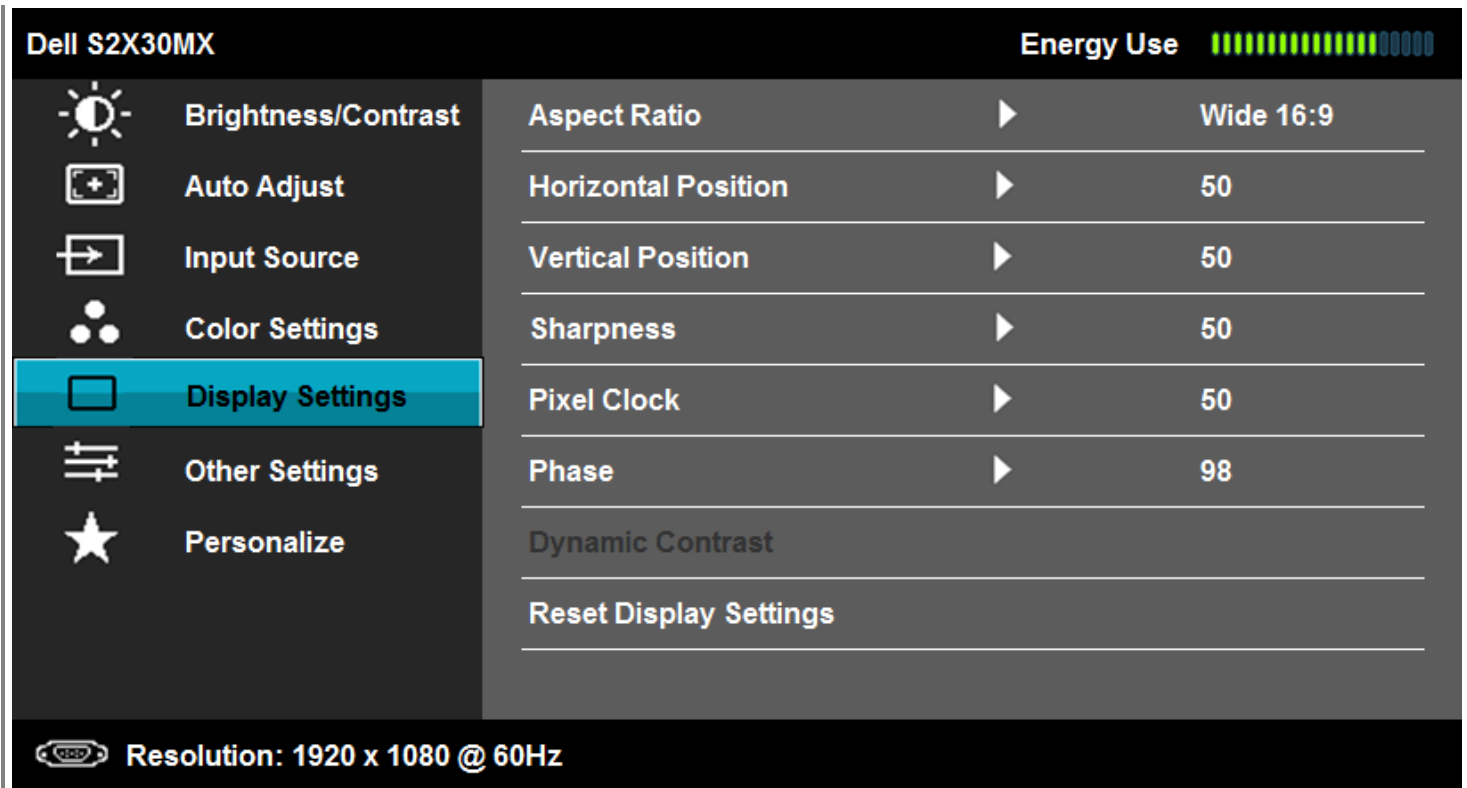 Dell S2X30MX Energy Use
Brightness/Contrast Aspect Ratio Wide 16:9
Auto Adjust Horizontal Position 50
Input Source Vertical Position 50
Color Settings Sharpness 50
Display Settings Pixel Clock 50
Other Settings Phase 98
Personalize Dynamic Contrast
Reset Display Settings
Resolution: 1920 x 1080 @ 60Hz